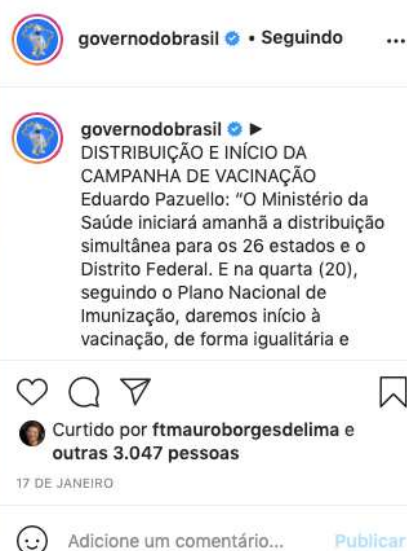 governodobrasil • Seguindo ...
governodobrasil ▶
DISTRIBUIÇÃO E INÍCIO DA
CAMPANHA DE VACINAÇÃO
Eduardo Pazuello: “O Ministério da
Saúde iniciará amanhã a distribuição
simultânea para os 26 estados e o
Distrito Federal. E na quarta (20),
seguindo o Plano Nacional de
Imunização, daremos início à
vacinação, de forma igualitária e
Curtido por ftmauroborgesdelima e
outras 3.047 pessoas
17 DE JANEIRO
Adicione um comentário... Publicar